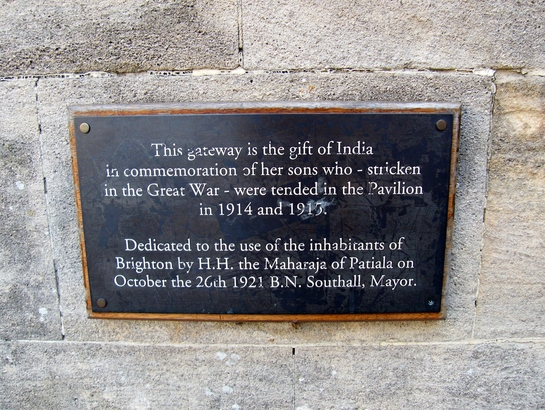 This gateway is the gift of India
in commemoration of her sons who - stricken
in the Great War - were tended in the Pavilion
in 1914 and 1915.
Dedicated to the use of the inhabitants of
Brighton by H.H. the Maharaja of Patiala on
October the 26th 1921 B.N. Southall, Mayor.